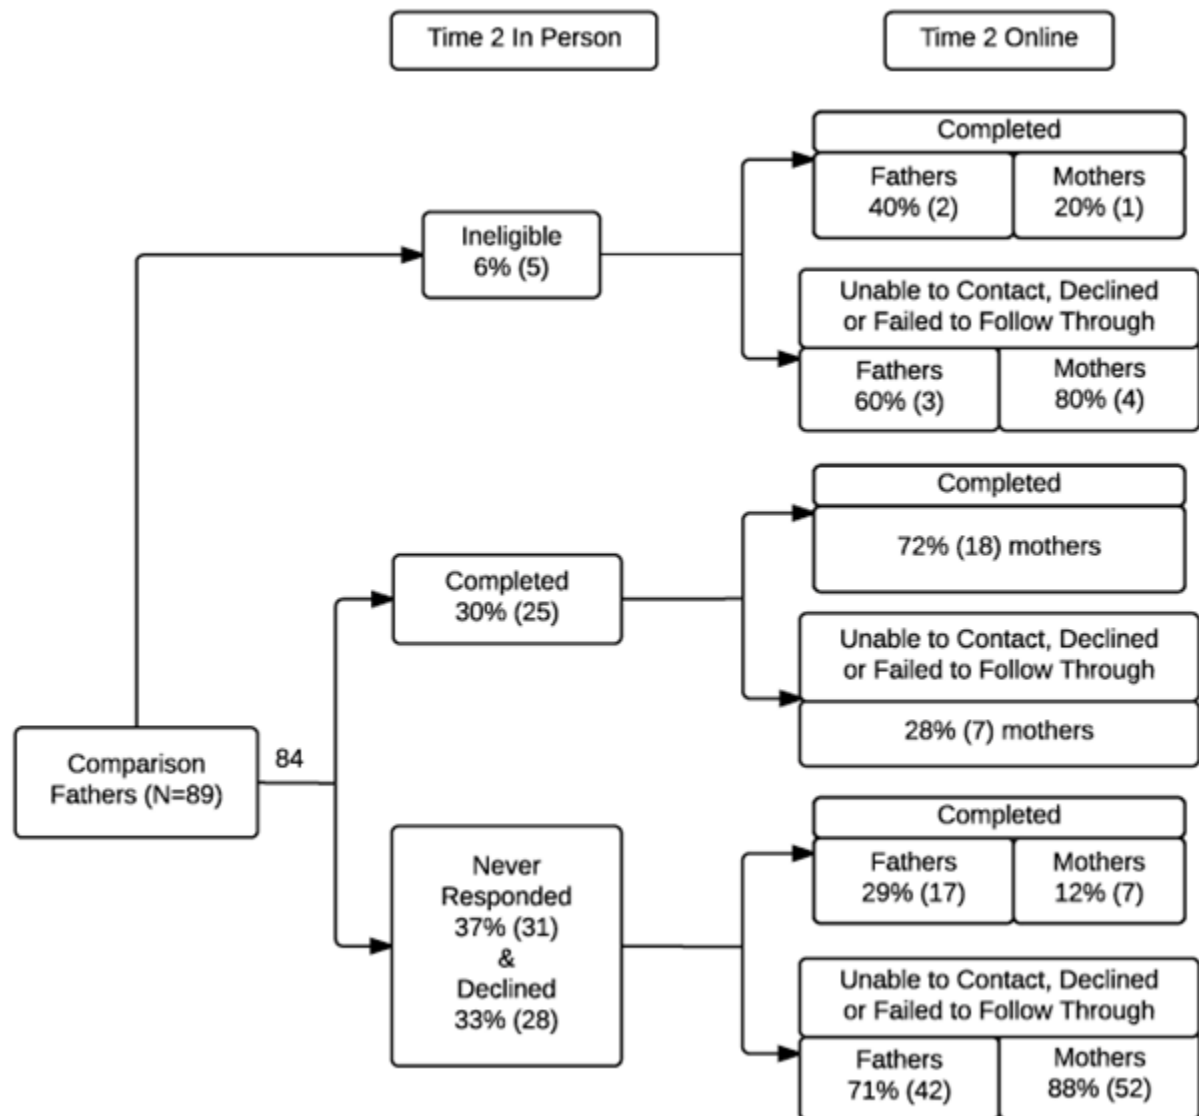 Time 2 In Person
Time 2 Online
Completed
Fathers
40% (2)
Mothers
20% (1)
Ineligible
6% (5)
Unable to Contact, Declined
or Failed to Follow Through
Fathers
60% (3)
Mothers
80% (4)
Completed
72% (18) mothers
Completed
30% (25)
Unable to Contact, Declined
or Failed to Follow Through
28% (7) mothers
Comparison
Fathers (N=89)
84
Completed
Fathers
29% (17)
Mothers
12% (7)
Never
Responded
37% (31)
&
Declined
33% (28)
Unable to Contact, Declined
or Failed to Follow Through
Fathers
71% (42)
Mothers
88% (52)